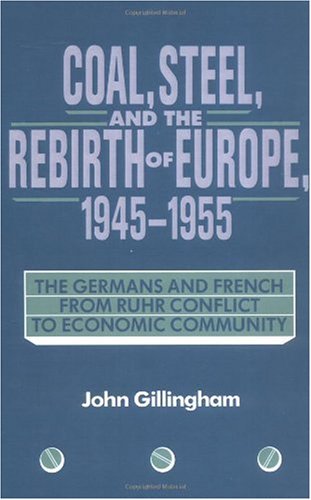 COAL, STEEL,
AND THE
REBIRTH OF EUROPE,
1945–1955
THE GERMANS AND FRENCH
FROM RUHR CONFLICT
TO ECONOMIC COMMUNITY
John Gillingham